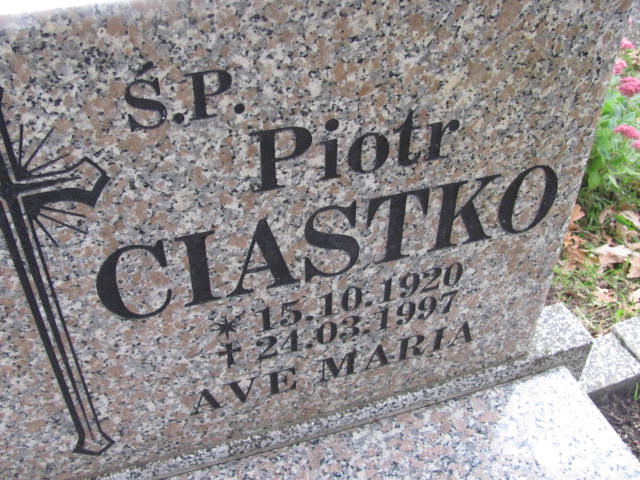 Ś.P.
Piotr
CIASTKO
* 15.10.1920
✝ 24.03.1997
AVE MARIA